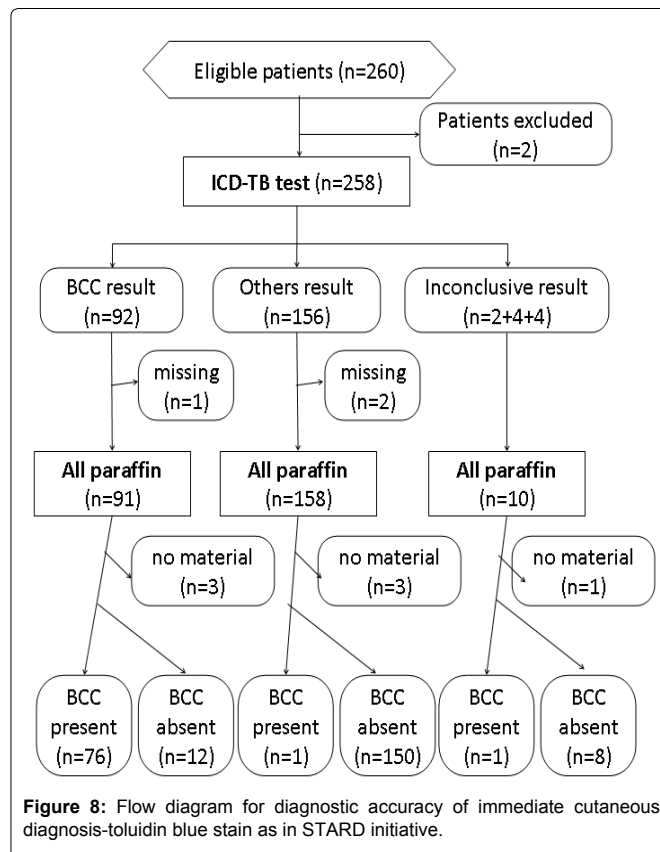 Eligible patients (n=260)
Patients excluded
(n=2)
ICD-TB test (n=258)
BCC result
(n=92)
Others result
(n=156)
Inconclusive result
(n=2+4+4)
missing
(n=1)
missing
(n=2)
All paraffin
(n=91)
All paraffin
(n=158)
All paraffin
(n=10)
no material
(n=3)
no material
(n=3)
no material
(n=1)
BCC
present
(n=76)
BCC
absent
(n=12)
BCC
present
(n=1)
BCC
absent
(n=150)
BCC
present
(n=1)
BCC
absent
(n=8)
Figure 8: Flow diagram for diagnostic accuracy of immediate cutaneous
diagnosis-toluidin blue stain as in STARD initiative.